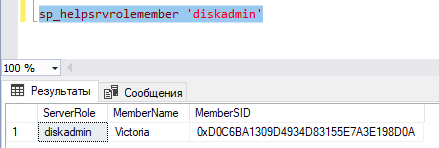 sp_helpsrvrolemember 'diskadmin'
100 %
Результаты Сообщения
ServerRole MemberName MemberSID
1 diskadmin Victoria 0xD0C6BA1309D4934D83155E7A3E198D0A